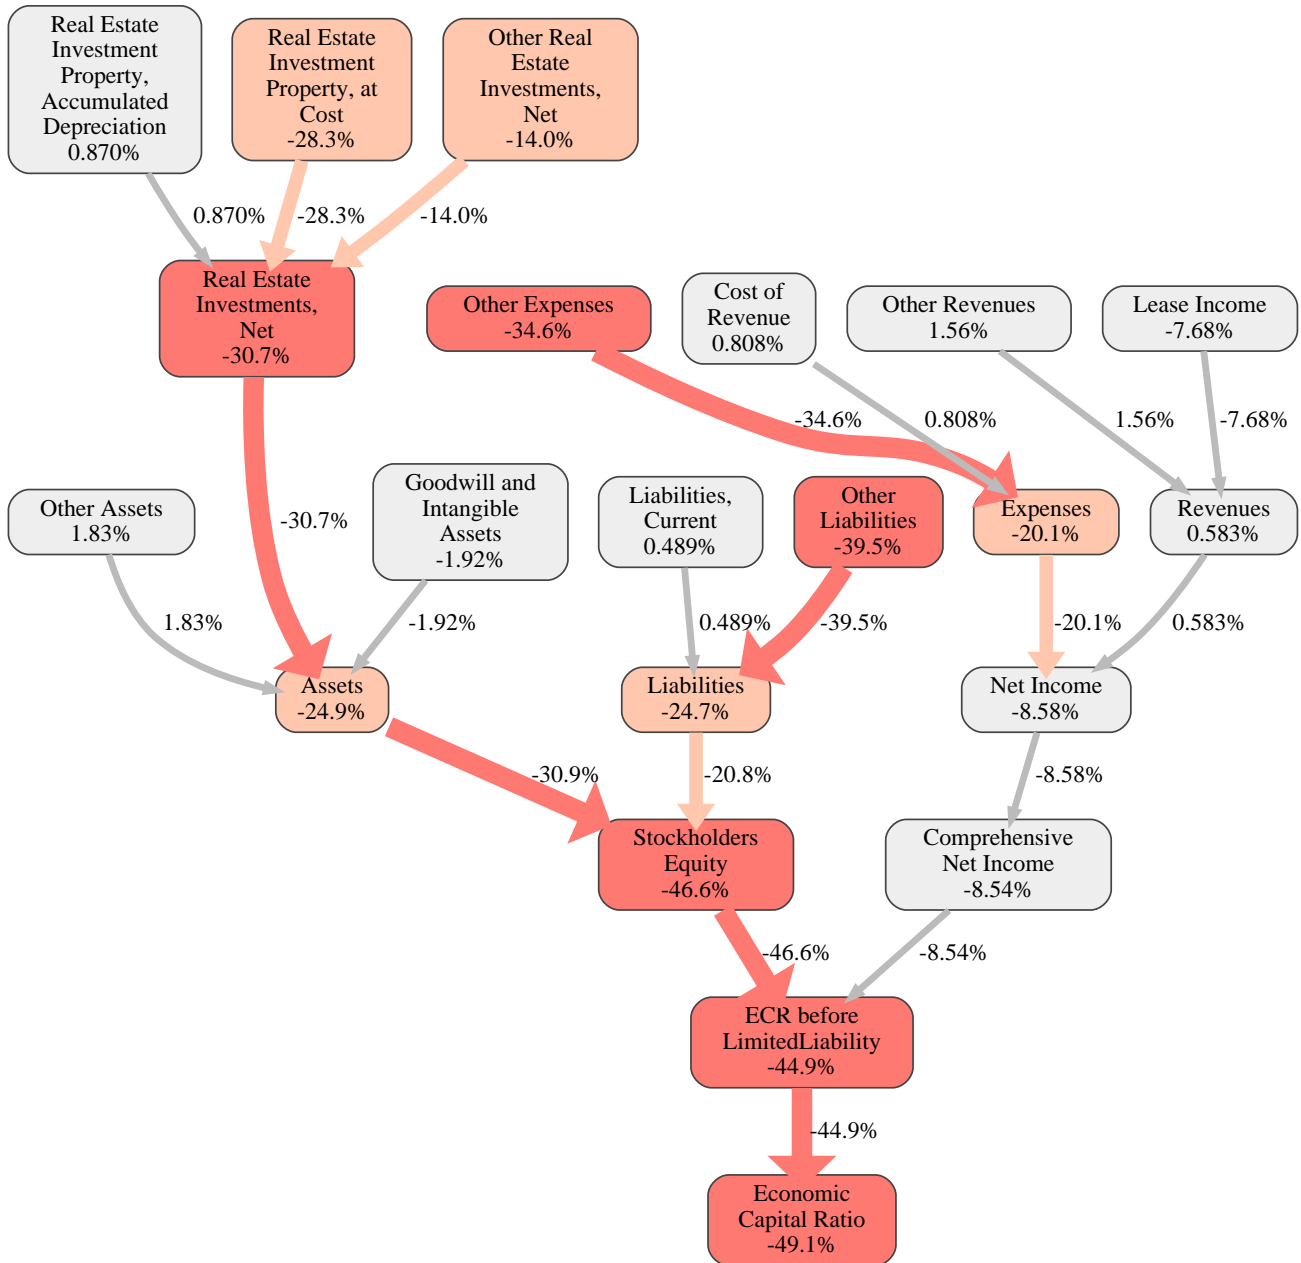 Real Estate
Investment
Property,
Accumulated
Depreciation
0.870%
Real Estate
Investment
Property, at
Cost
-28.3%
Other Real
Estate
Investments,
Net
-14.0%
0.870%
-28.3%
-14.0%
Real Estate
Investments,
Net
-30.7%
Other Expenses
-34.6%
Cost of
Revenue
0.808%
Other Revenues
1.56%
Lease Income
-7.68%
-34.6%
0.808%
1.56%
-7.68%
Other Assets
1.83%
-30.7%
Goodwill and
Intangible
Assets
-1.92%
Liabilities,
Current
0.489%
Other
Liabilities
-39.5%
Expenses
-20.1%
Revenues
0.583%
1.83%
-1.92%
0.489%
-39.5%
-20.1%
0.583%
Assets
-24.9%
Liabilities
-24.7%
Net Income
-8.58%
-30.9%
-20.8%
-8.58%
Stockholders
Equity
-46.6%
Comprehensive
Net Income
-8.54%
-46.6%
-8.54%
ECR before
LimitedLiability
-44.9%
-44.9%
Economic
Capital Ratio
-49.1%